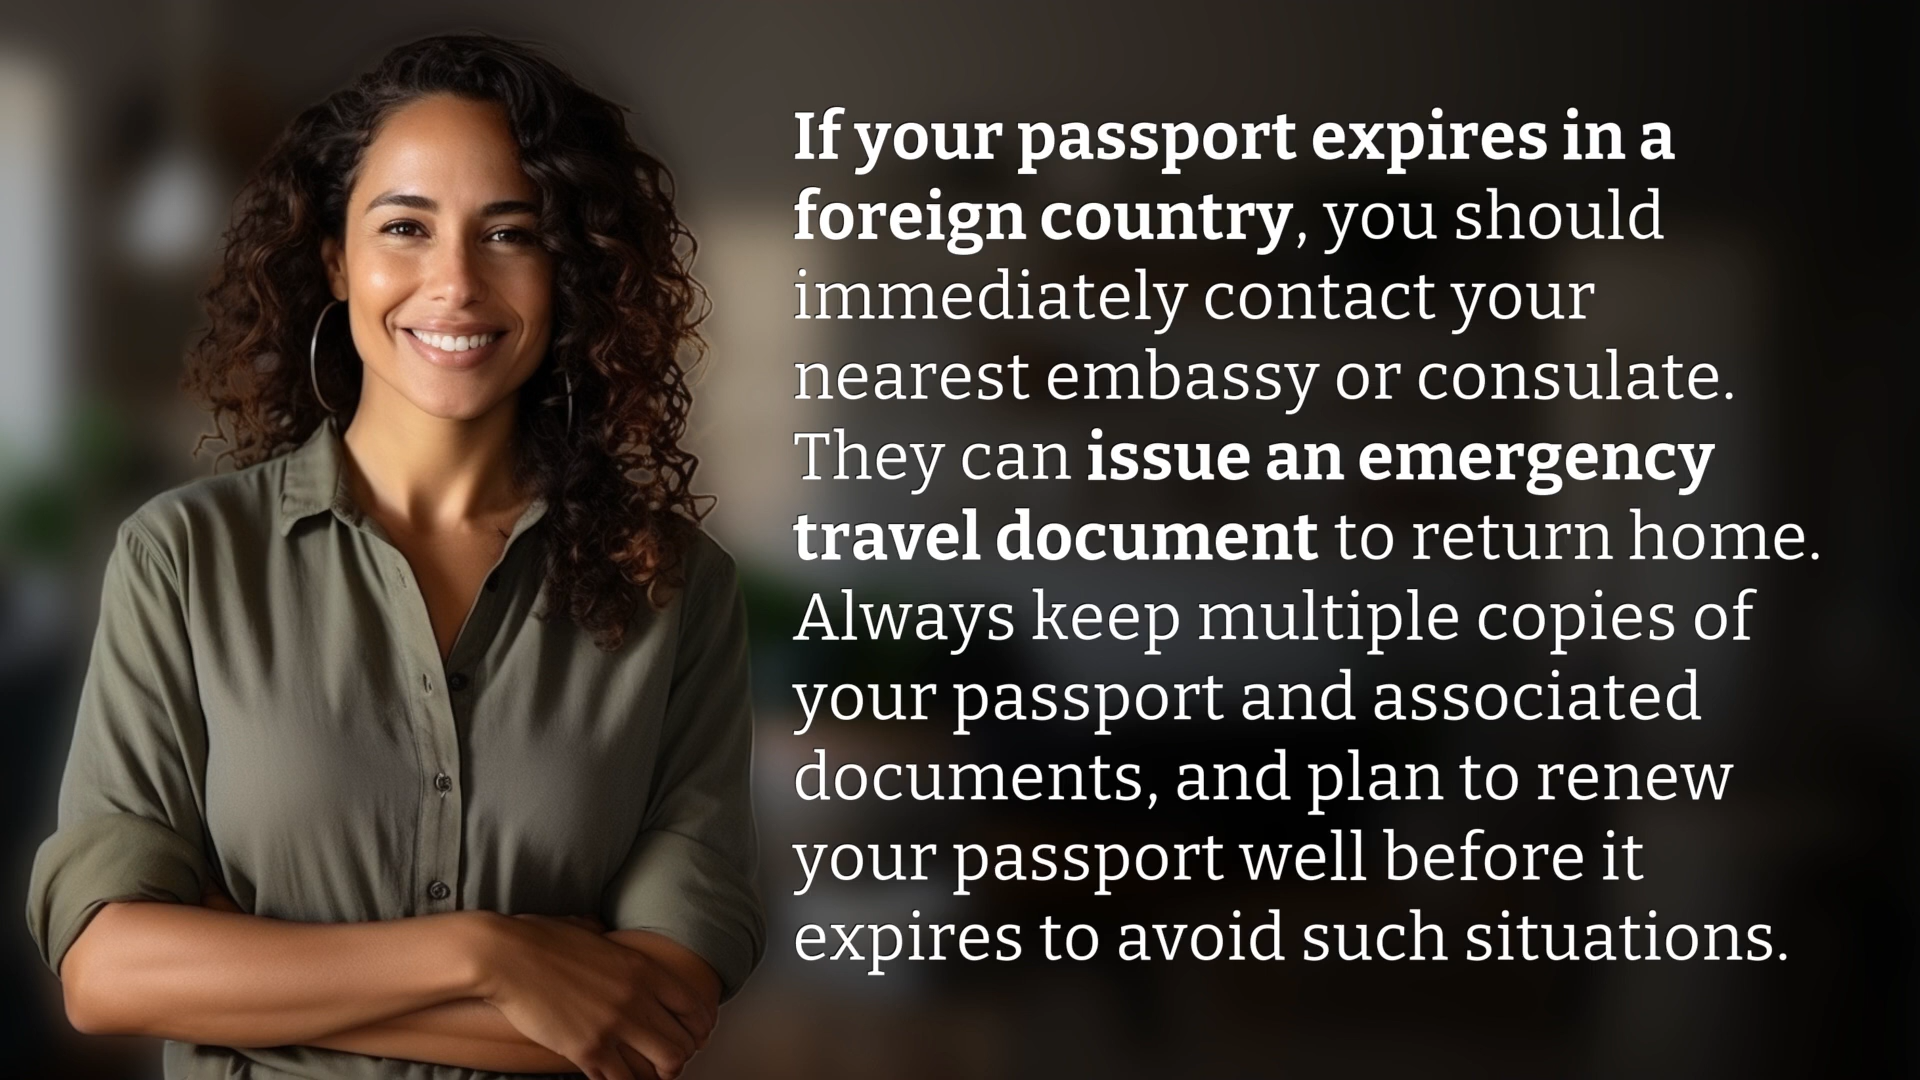 If your passport expires in a
foreign country, you should
immediately contact your
nearest embassy or consulate.
They can issue an emergency
travel document to return home.
Always keep multiple copies of
your passport and associated
documents, and plan to renew
your passport well before it
expires to avoid such situations.